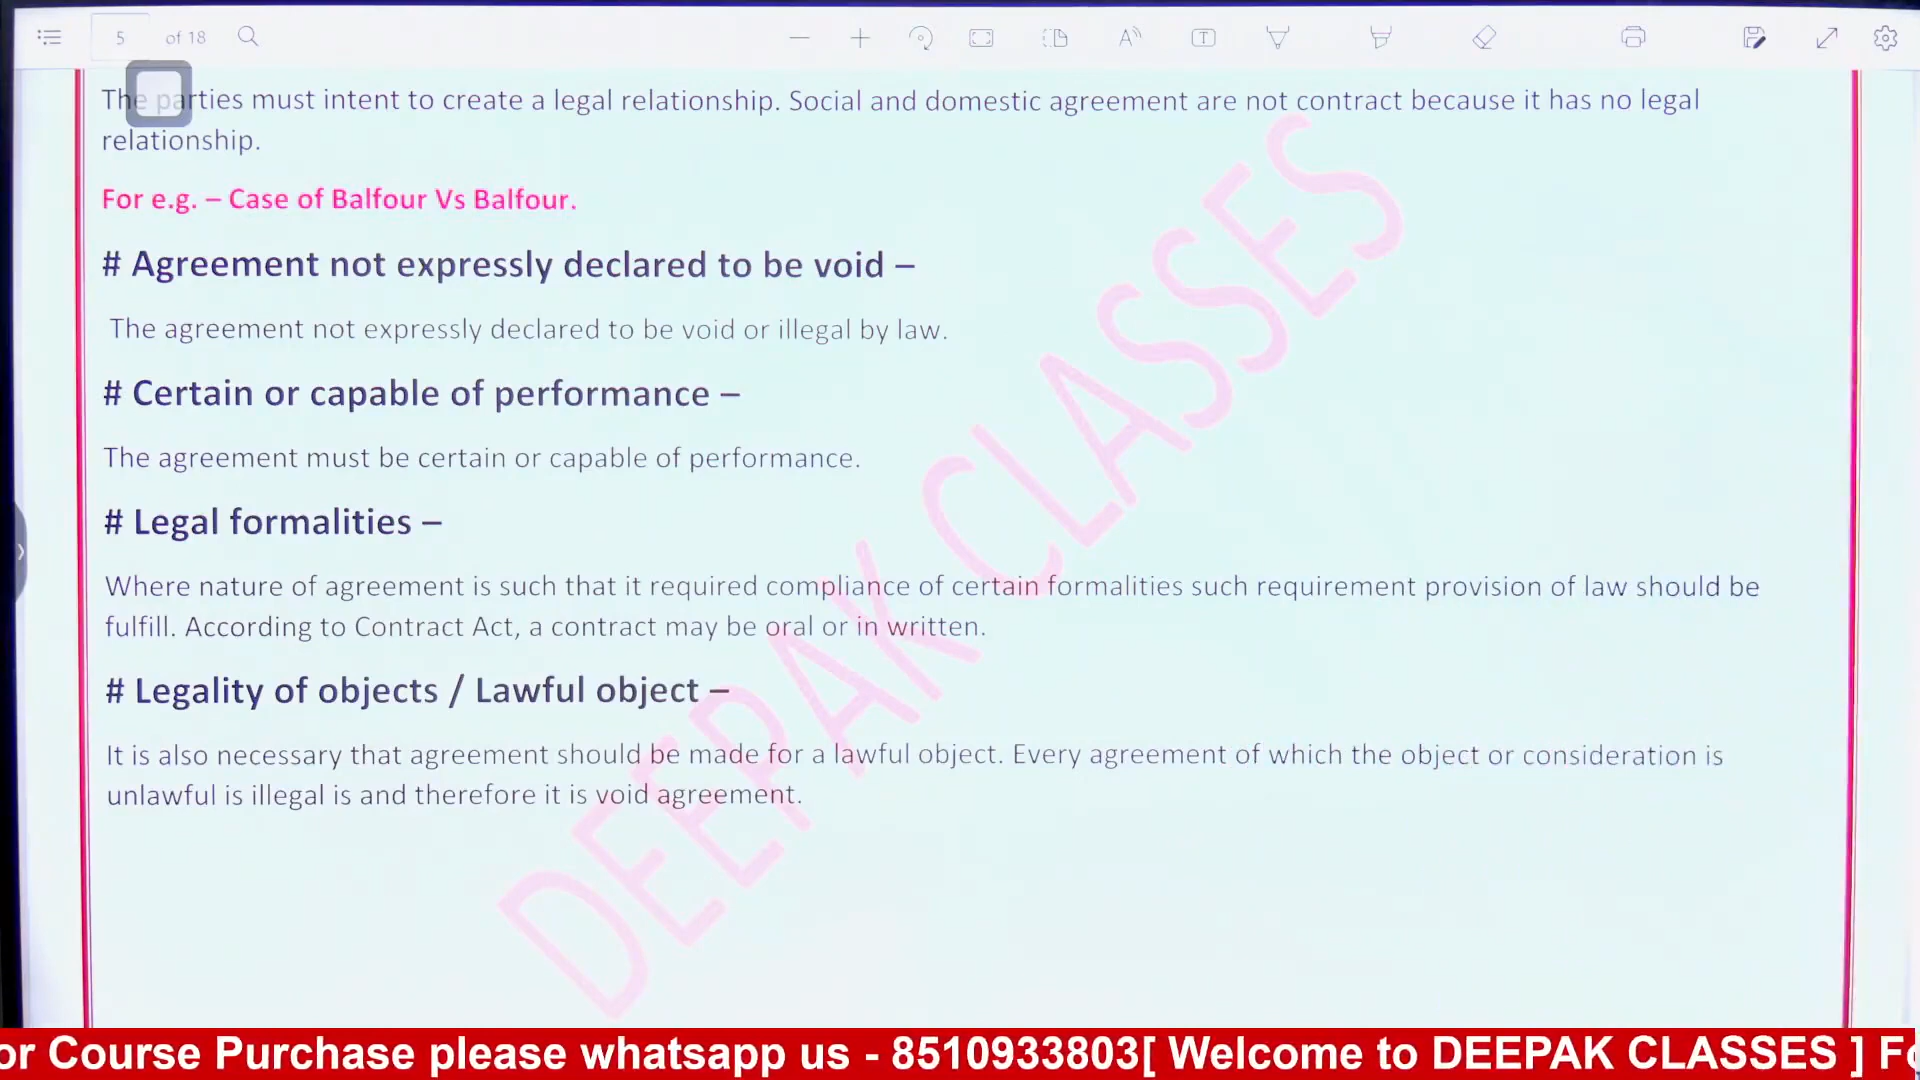 5 of 18
The parties must intent to create a legal relationship. Social and domestic agreement are not contract because it has no legal
relationship.
For e.g. – Case of Balfour Vs Balfour.
# Agreement not expressly declared to be void –
The agreement not expressly declared to be void or illegal by law.
# Certain or capable of performance –
The agreement must be certain or capable of performance.
# Legal formalities –
Where nature of agreement is such that it required compliance of certain formalities such requirement provision of law should be
fulfill. According to Contract Act, a contract may be oral or in written.
# Legality of objects / Lawful object –
It is also necessary that agreement should be made for a lawful object. Every agreement of which the object or consideration is
unlawful is illegal is and therefore it is void agreement.
DEEPAK CLASSES
or Course Purchase please whatsapp us - 8510933803[ Welcome to DEEPAK CLASSES ] Fo